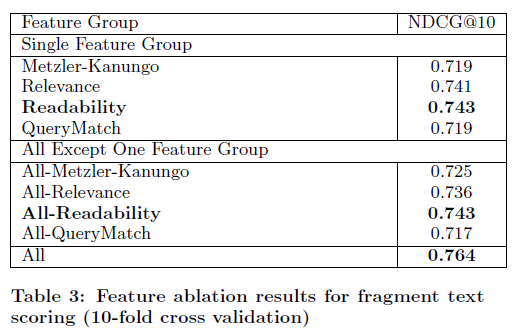 Feature Group NDCG@10
Single Feature Group
Metzler-Kanungo 0.719
Relevance 0.741
Readability 0.743
QueryMatch 0.719
All Except One Feature Group
All-Metzler-Kanungo 0.725
All-Relevance 0.736
All-Readability 0.743
All-QueryMatch 0.717
All 0.764
Table 3: Feature ablation results for fragment text
scoring (10-fold cross validation)